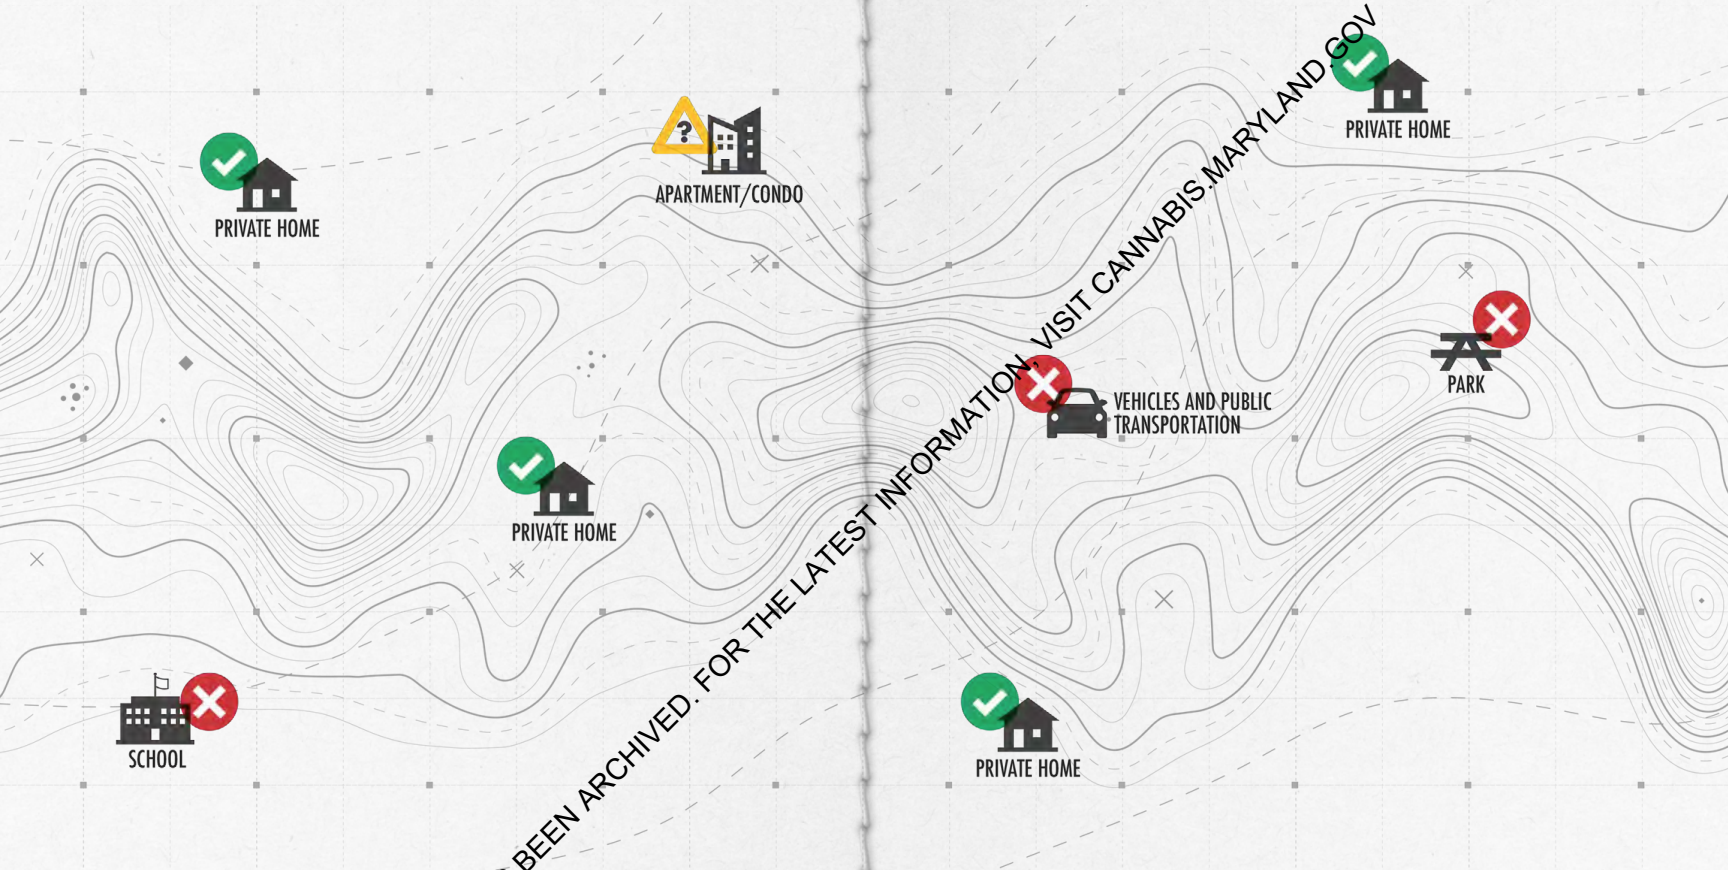 PRIVATE HOME
APARTMENT/CONDO
PRIVATE HOME
PARK
VEHICLES AND PUBLIC
TRANSPORTATION
PRIVATE HOME
SCHOOL
PRIVATE HOME
BEEN ARCHIVED. FOR THE LATEST INFORMATION, VISIT CANNABIS.MARYLAND.GOV
?